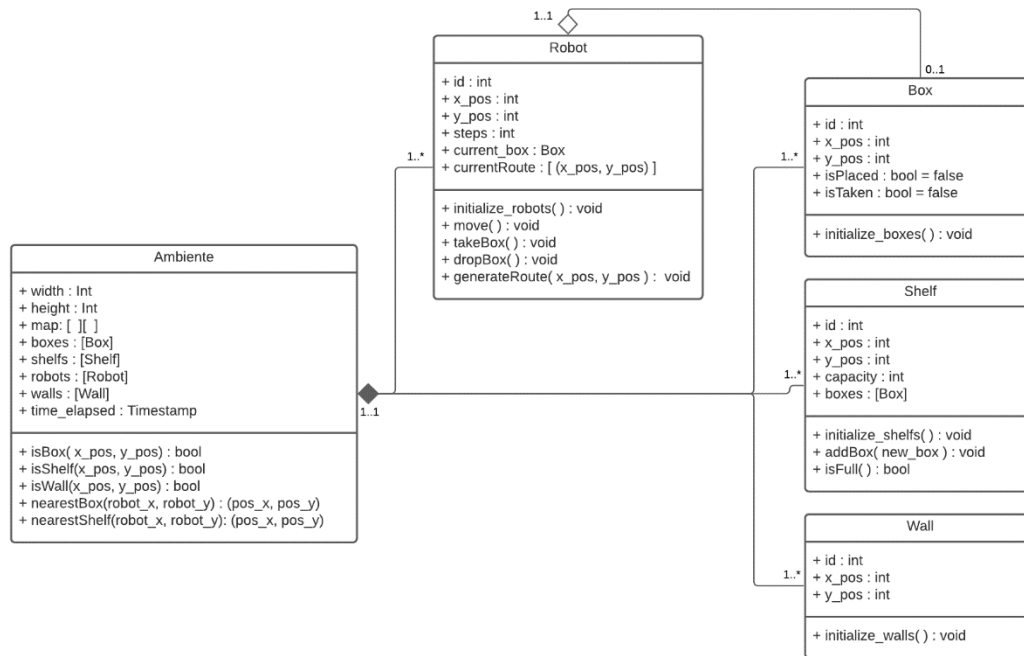 1..1
Robot
+ id : int
+ x_pos : int
+ y_pos : int
+ steps : int
+ current_box : Box
+ currentRoute : [ (x_pos, y_pos) ]
+ initialize_robots( ) : void
+ move( ) : void
+ takeBox( ) : void
+ dropBox( ) : void
+ generateRoute( x_pos, y_pos ) : void
1..*
0..1
Box
+ id : int
+ x_pos : int
+ y_pos : int
+ isPlaced : bool = false
+ isTaken : bool = false
+ initialize_boxes( ) : void
1..*
Ambiente
+ width : Int
+ height : Int
+ map: [ ][ ]
+ boxes : [Box]
+ shelfs : [Shelf]
+ robots : [Robot]
+ walls : [Wall]
+ time_elapsed : Timestamp
+ isBox( x_pos, y_pos) : bool
+ isShelf(x_pos, y_pos) : bool
+ isWall(x_pos, y_pos) : bool
+ nearestBox(robot_x, robot_y) : (pos_x, pos_y)
+ nearestShelf(robot_x, robot_y): (pos_x, pos_y)
1..1
Shelf
+ id : int
+ x_pos : int
+ y_pos : int
+ capacity : int
+ boxes : [Box]
+ initialize_shelfs( ) : void
+ addBox( new_box ) : void
+ isFull( ) : bool
1..*
Wall
+ id : int
+ x_pos : int
+ y_pos : int
+ initialize_walls( ) : void
1..*